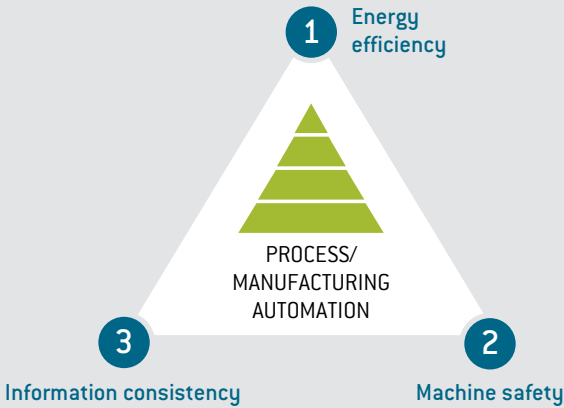 1
Energy
efficiency
PROCESS/
MANUFACTURING
AUTOMATION
3
2
Information consistency
Machine safety